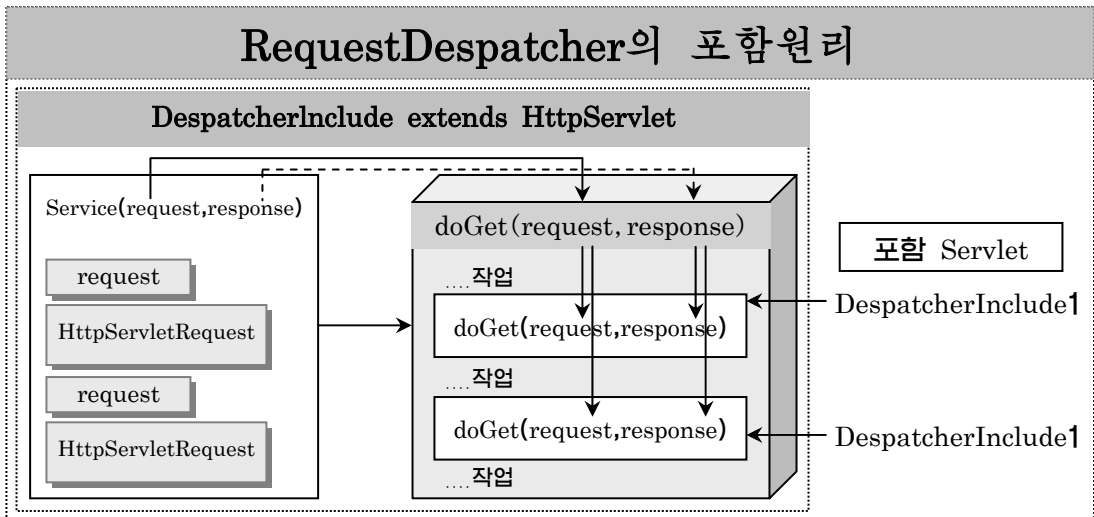 RequestDespatcher의 포함원리
DespatcherInclude extends HttpServlet
Service(request,response)
request
HttpServletRequest
request
HttpServletRequest
doGet(request, response)
....작업
doGet(request,response)
....작업
doGet(request,response)
....작업
포함 Servlet
DespatcherInclude1
DespatcherInclude1